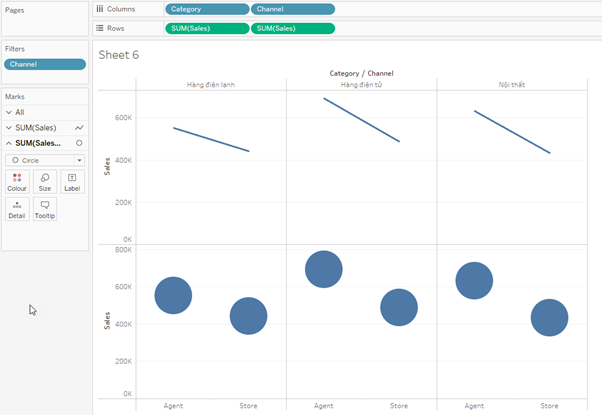 Pages
Columns
Category
Channel
Rows
SUM(Sales)
SUM(Sales)
Filters
Channel
Marks
All
SUM(Sales)
SUM(Sales...
Circle
Colour
Size
Label
Detail
Tooltip
Sheet 6
Category / Channel
Hàng điện lạnh
Hàng điện tử
Nội thất
Sales
600K
400K
200K
0K
Sales
800K
600K
400K
200K
0K
Agent
Store
Agent
Store
Agent
Store